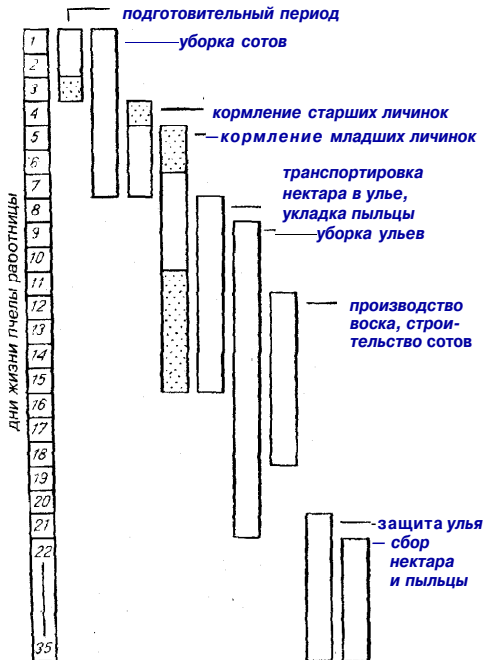 подготовительный период
уборка сотов
кормление старших личинок
кормление младших личинок
транспортировка
нектара в улье,
укладка пыльцы
уборка ульев
производство
воска, строи-
тельство сотов
защита улья
сбор
нектара
и пыльцы
дни жизни пчелы работницы
1
2
3
4
5
6
7
8
9
10
11
12
13
14
15
16
17
18
19
20
21
22
35